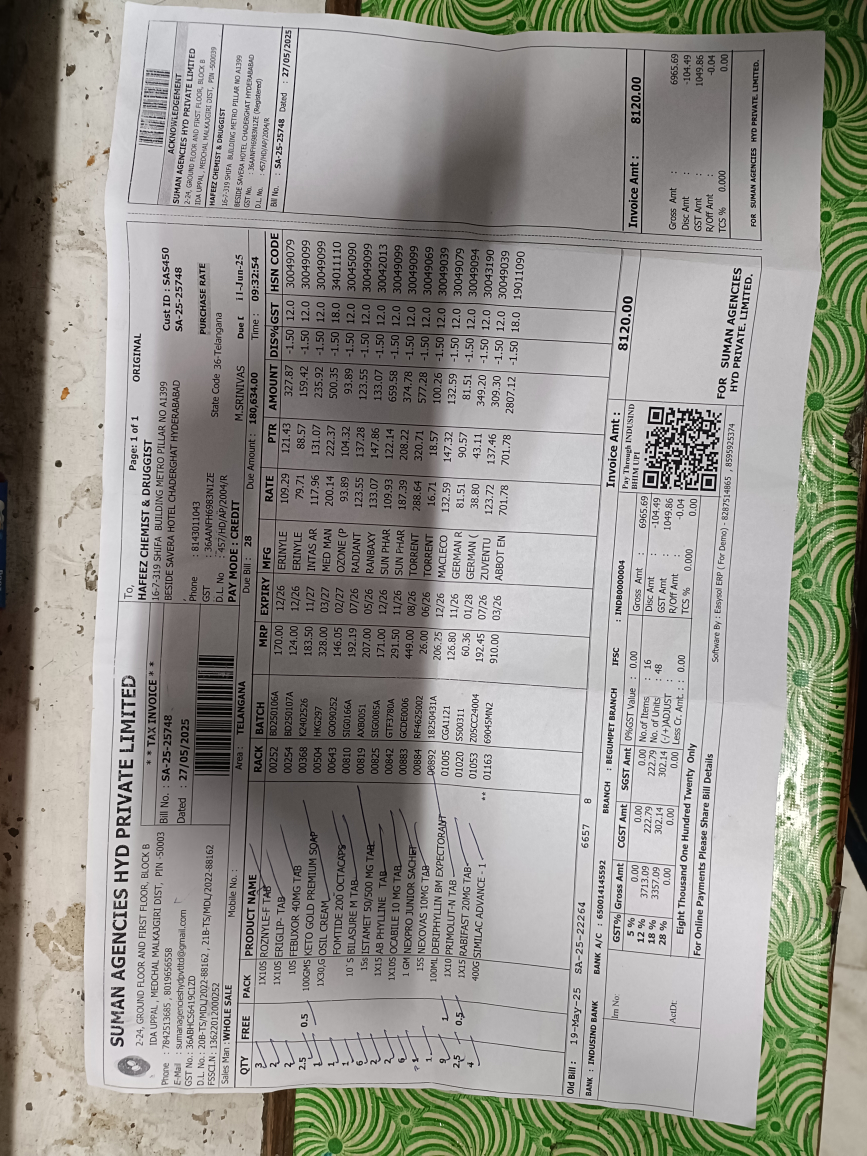 SUMAN AGENCIES HYD PRIVATE LIMITED
2-24, GROUND FLOOR AND FIRST FLOOR, BLOCK B
IDA UPPAL, MEDCHAL MALKAJGIRI DIST, PIN -50003
Phone : 7842513685, 8019656558
E-Mail : sumanagencieshydpvtltd@gmail.com
GST No.: 36ABHCS6419C1ZD
D.L. No.: 20B-TS/MDL/2022-88162, 21B-TS/MDL/2022-88162
FSSCLN: 13622012000252
Sales Man : WHOLE SALE Mobile No. :
* * TAX INVOICE * *
Bill No. : SA-25-25748
Dated : 27/05/2025
Area : TELANGANA
To, Page: 1 of 1 ORIGINAL
HAFEEZ CHEMIST & DRUGGIST
16-7-319 SHIFA BUILDING METRO PILLAR NO A1399
BESIDE SAVERA HOTEL CHADERGHAT HYDERABABAD
Cust ID : SAS450
SA-25-25748
Phone : 8143011043
GST : 36AANFH6983N1ZE
PURCHASE RATE
D.L. No : 457/HD/AP/2004/R State Code 36-Telangana
PAY MODE : CREDIT M.SRINIVAS Due : 11-Jun-25
Due Bill : 28 Due Amount : 180,634.00 Time : 09:32:54
QTY FREE PACK PRODUCT NAME RACK BATCH MRP EXPIRY MFG RATE PTR AMOUNT DIS% GST HSN CODE
3 1X10S ROZNYLE-F TAB 00252 BD250106A 170.00 12/26 ERINYLE 109.29 121.43 327.87 -1.50 12.0 30049079
2 1X10S ERIGLIP- TAB 00254 BD250107A 124.00 12/26 ERINYLE 79.71 88.57 159.42 -1.50 12.0 30049099
2 10S FEBUXOR 40MG TAB 00368 K2402526 183.50 11/27 INTAS AR 117.96 131.07 235.92 -1.50 12.0 30049099
2.5 0.5 100GMS KETO GOLD PREMIUM SOAP 00504 HKG297 328.00 03/27 MED MAN 200.14 222.37 500.35 -1.50 18.0 34011110
1 1X30,G OSIL CREAM 00643 GO090252 146.05 02/27 OZONE (P 93.89 104.32 93.89 -1.50 12.0 30045090
1 FOMTIDE 200 OCTACAPS 00810 SIG0166A 192.19 07/26 RADIANT 123.55 137.28 123.55 -1.50 12.0 30049099
1 10`S BILASURE M TAB 00819 AXB0051 207.00 05/26 RANBAXY 133.07 147.86 133.07 -1.50 12.0 30042013
6 15s ISTAMET 50/500 MG TAB 00825 SIG0085A 171.00 12/26 SUN PHAR 109.93 122.14 659.58 -1.50 12.0 30049099
2 1X15 AB PHYLLINE TAB 00842 GTF3780A 291.50 11/26 SUN PHAR 187.39 208.22 374.78 -1.50 12.0 30049099
2 1X10S OCABILE 10 MG TAB 00883 GCDE0006 449.00 08/26 TORRENT 288.64 320.71 577.28 -1.50 12.0 30049069
6 1 GM NEXPRO JUNIOR SACHET 00884 RF4625002 26.00 06/26 TORRENT 16.71 18.57 100.26 -1.50 12.0 30049039
1 15S NEXOVAS 10MG TAB 00892 18250431A 206.25 12/26 MACLEO 132.59 147.32 132.59 -1.50 12.0 30049079
1 100ML DERIPHYLLIN BM EXPECTORANT 01005 CGA1121 126.80 11/26 GERMAN R 81.51 90.57 81.51 -1.50 12.0 30049094
9 1 1X10 PRIMOLUT-N TAB 01020 SS00311 60.36 01/28 GERMAN ( 38.80 43.11 349.20 -1.50 12.0 30043190
2.5 0.5 1X15 RABIFAST 20MG TAB 01053 Z05CC24004 192.45 07/26 ZUVENTU 123.72 137.46 309.30 -1.50 12.0 30049039
4 400G SIMILAC ADVANCE - 1 ** 01163 69045MN2 910.00 03/26 ABBOT EN 701.78 701.78 2807.12 -1.50 18.0 19011090
Old Bill : 19-May-25 SA-25-22264 6657 8
BANK : INDUSIND BANK BANK A/C : 650014145592 BRANCH : BEGUMPET BRANCH IFSC : INDB0000004
Irn No:
AckDt:
GST% Gross Amt CGST Amt SGST Amt
5 % 0.00 0.00 0.00
12 % 3713.09 222.79 222.79
18 % 3357.09 302.14 302.14
28 % 0.00 0.00 0.00
0%GST Value : 0.00
No.of Items : 16
No. of Units : 48
(-/+)ADJUST
Less Cr. Amt. : 0.00
Gross Amt : 6965.69
Disc Amt : -104.49
GST Amt : 1049.86
R/Off Amt : -0.04
TCS % 0.000 0.00
Eight Thousand One Hundred Twenty Only
For Online Payments Please Share Bill Details
Invoice Amt : 8120.00
Pay Through INDUSIND
BHIM UPI
FOR SUMAN AGENCIES
HYD PRIVATE. LIMITED.
Software By : Easysol ERP ( For Demo) - 8287514865 , 8595925374
ACKNOWLEDGEMENT
SUMAN AGENCIES HYD PRIVATE LIMITED
2-24, GROUND FLOOR AND FIRST FLOOR, BLOCK B
IDA UPPAL, MEDCHAL MALKAJGIRI DIST, PIN -500039
HAFEEZ CHEMIST & DRUGGIST
16-7-319 SHIFA BUILDING METRO PILLAR NO A1399
BESIDE SAVERA HOTEL CHADERGHAT HYDERABABAD
GST No. : 36AANFH6983N1ZE (Registered)
D.L. No. : 457/HD/AP/2004/R
Bill No. : SA-25-25748 Dated : 27/05/2025
Invoice Amt : 8120.00
Gross Amt : 6965.69
Disc Amt : -104.49
GST Amt : 1049.86
R/Off Amt : -0.04
TCS % 0.000 0.00
FOR SUMAN AGENCIES HYD PRIVATE. LIMITED.